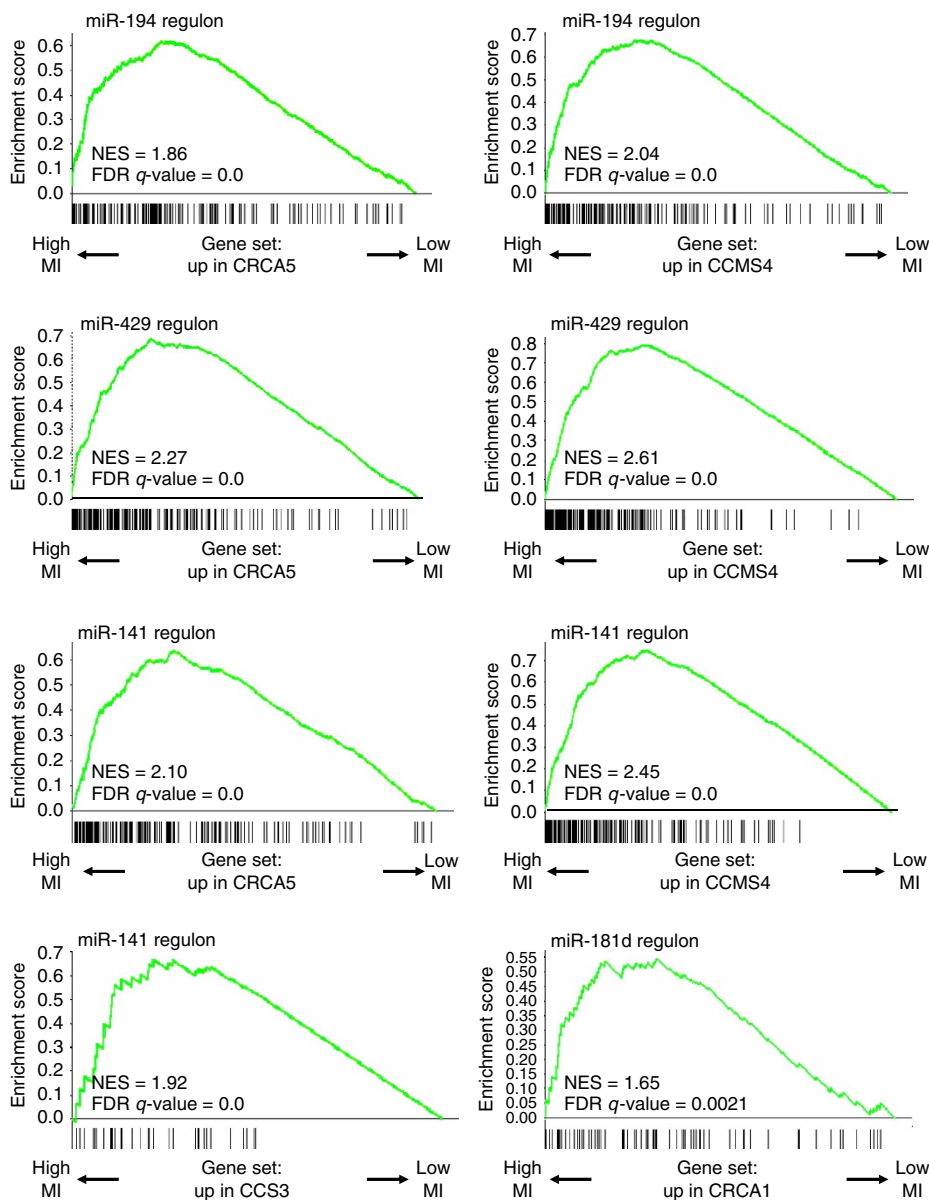 miR-194 regulon
Enrichment score
0.6
0.5
0.4
0.3
0.2
0.1
0.0
NES = 1.86
FDR q-value = 0.0
High MI
Gene set: up in CRCA5
Low MI
miR-194 regulon
Enrichment score
0.7
0.6
0.5
0.4
0.3
0.2
0.1
0.0
NES = 2.04
FDR q-value = 0.0
High MI
Gene set: up in CCMS4
Low MI
miR-429 regulon
Enrichment score
0.7
0.6
0.5
0.4
0.3
0.2
0.1
0.0
NES = 2.27
FDR q-value = 0.0
High MI
Gene set: up in CRCA5
Low MI
miR-429 regulon
Enrichment score
0.8
0.7
0.6
0.5
0.4
0.3
0.2
0.1
0.0
NES = 2.61
FDR q-value = 0.0
High MI
Gene set: up in CCMS4
Low MI
miR-141 regulon
Enrichment score
0.6
0.5
0.4
0.3
0.2
0.1
0.0
NES = 2.10
FDR q-value = 0.0
High MI
Gene set: up in CRCA5
Low MI
miR-141 regulon
Enrichment score
0.7
0.6
0.5
0.4
0.3
0.2
0.1
0.0
NES = 2.45
FDR q-value = 0.0
High MI
Gene set: up in CCMS4
Low MI
miR-141 regulon
Enrichment score
0.7
0.6
0.5
0.4
0.3
0.2
0.1
0.0
NES = 1.92
FDR q-value = 0.0
High MI
Gene set: up in CCS3
Low MI
miR-181d regulon
Enrichment score
0.55
0.50
0.45
0.40
0.35
0.30
0.25
0.20
0.15
0.10
0.05
0.00
NES = 1.65
FDR q-value = 0.0021
High MI
Gene set: up in CRCA1
Low MI